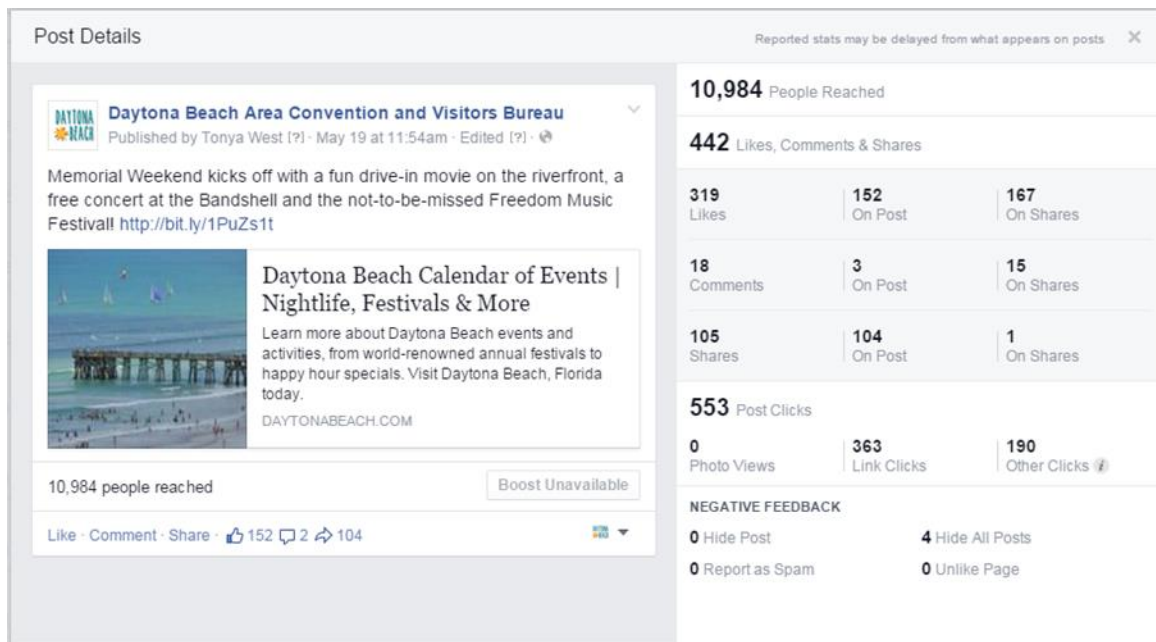 Post Details
Reported stats may be delayed from what appears on posts
DAYTONA
BEACH
Daytona Beach Area Convention and Visitors Bureau
Published by Tonya West [?] · May 19 at 11:54am · Edited [?] ·
Memorial Weekend kicks off with a fun drive-in movie on the riverfront, a
free concert at the Bandshell and the not-to-be-missed Freedom Music
Festival! http://bit.ly/1PuZs1t
Daytona Beach Calendar of Events |
Nightlife, Festivals & More
Learn more about Daytona Beach events and
activities, from world-renowned annual festivals to
happy hour specials. Visit Daytona Beach, Florida
today.
DAYTONABEACH.COM
10,984 people reached
Boost Unavailable
Like · Comment · Share · 152 2 104
10,984 People Reached
442 Likes, Comments & Shares
319 152 167
Likes On Post On Shares
18 3 15
Comments On Post On Shares
105 104 1
Shares On Post On Shares
553 Post Clicks
0 363 190
Photo Views Link Clicks Other Clicks i
NEGATIVE FEEDBACK
0 Hide Post 4 Hide All Posts
0 Report as Spam 0 Unlike Page